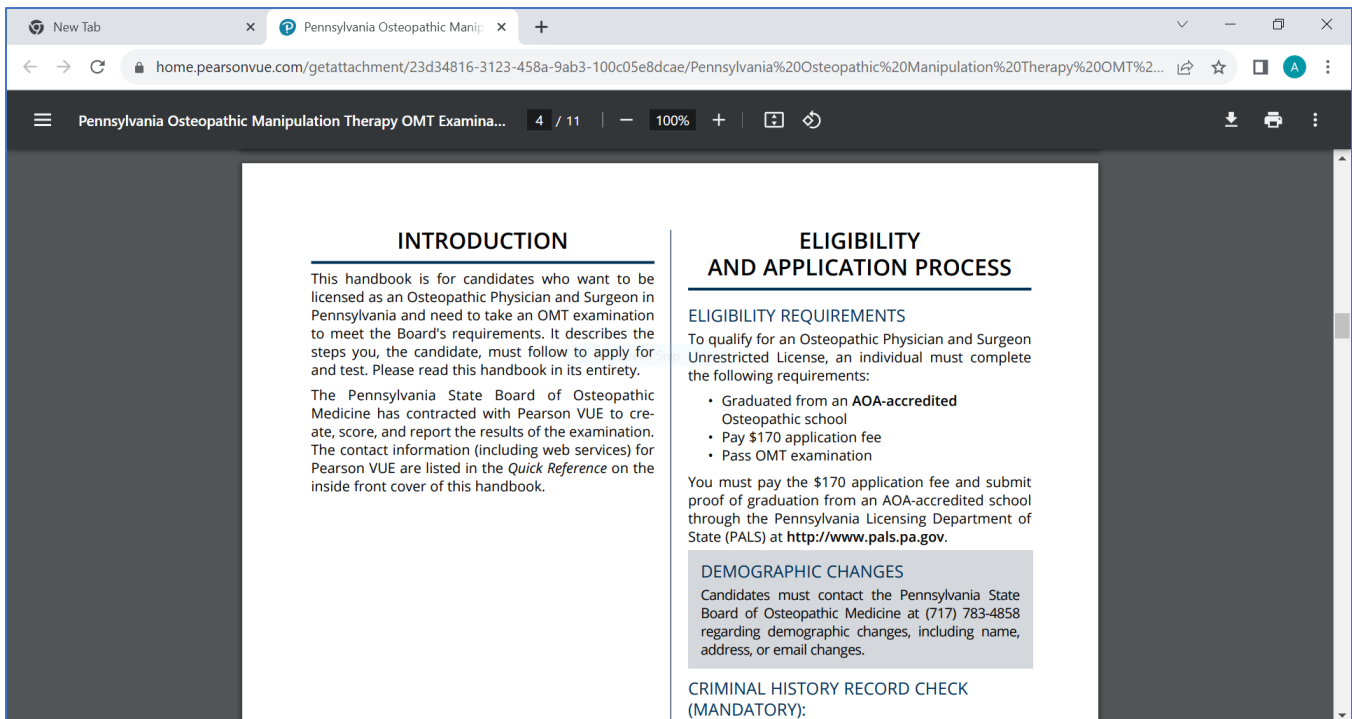 New Tab
Pennsylvania Osteopathic Manip
home.pearsonvue.com/getattachment/23d34816-3123-458a-9ab3-100c05e8dcae/Pennsylvania%20Osteopathic%20Manipulation%20Therapy%20OMT%2...
A
Pennsylvania Osteopathic Manipulation Therapy OMT Examina...
4 / 11
100%
INTRODUCTION
This handbook is for candidates who want to be
licensed as an Osteopathic Physician and Surgeon in
Pennsylvania and need to take an OMT examination
to meet the Board's requirements. It describes the
steps you, the candidate, must follow to apply for
and test. Please read this handbook in its entirety.
The Pennsylvania State Board of Osteopathic
Medicine has contracted with Pearson VUE to cre-
ate, score, and report the results of the examination.
The contact information (including web services) for
Pearson VUE are listed in the Quick Reference on the
inside front cover of this handbook.
ELIGIBILITY
AND APPLICATION PROCESS
ELIGIBILITY REQUIREMENTS
To qualify for an Osteopathic Physician and Surgeon
Unrestricted License, an individual must complete
the following requirements:
• Graduated from an AOA-accredited
Osteopathic school
• Pay $170 application fee
• Pass OMT examination
You must pay the $170 application fee and submit
proof of graduation from an AOA-accredited school
through the Pennsylvania Licensing Department of
State (PALS) at http://www.pals.pa.gov.
DEMOGRAPHIC CHANGES
Candidates must contact the Pennsylvania State
Board of Osteopathic Medicine at (717) 783-4858
regarding demographic changes, including name,
address, or email changes.
CRIMINAL HISTORY RECORD CHECK
(MANDATORY):